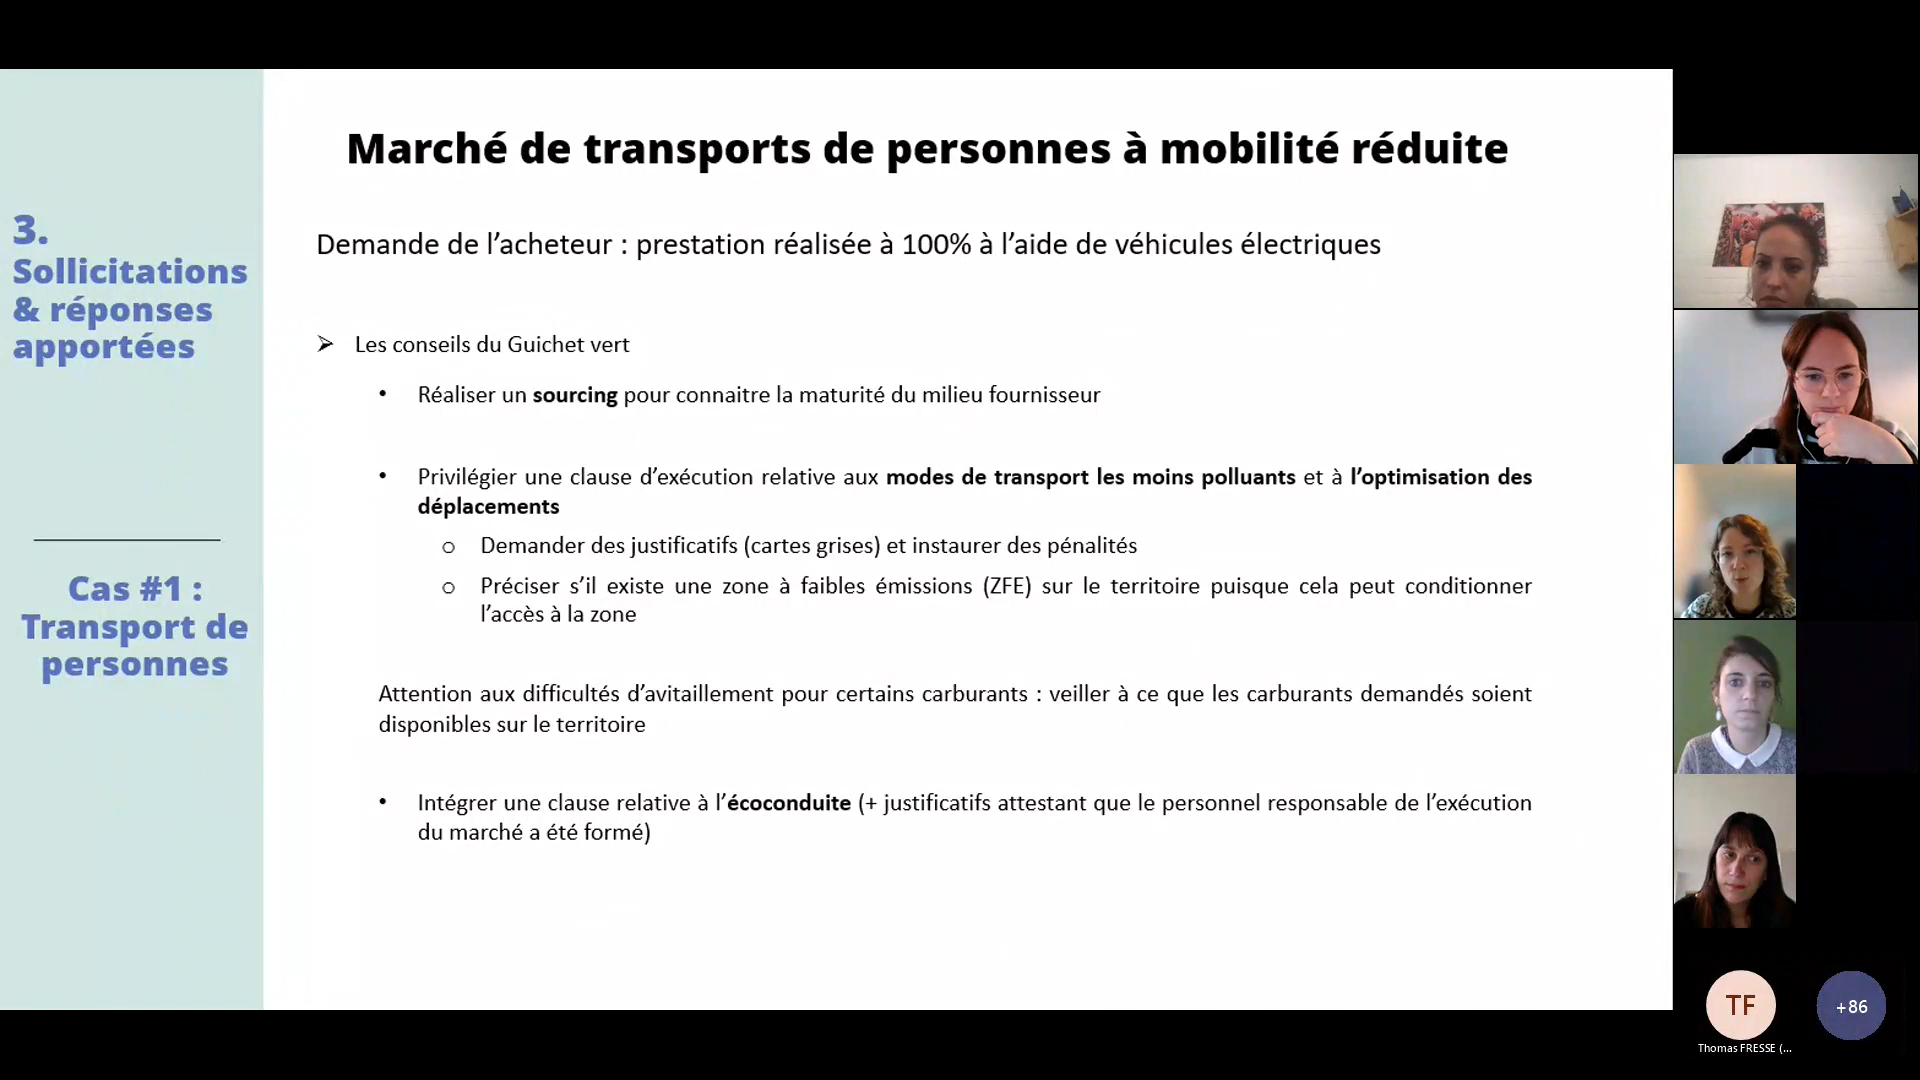 3.
Sollicitations
& réponses
apportées
Cas #1 :
Transport de
personnes
Marché de transports de personnes à mobilité réduite
Demande de l’acheteur : prestation réalisée à 100% à l’aide de véhicules électriques
➢ Les conseils du Guichet vert
• Réaliser un sourcing pour connaitre la maturité du milieu fournisseur
• Privilégier une clause d’exécution relative aux modes de transport les moins polluants et à l’optimisation des
déplacements
o Demander des justificatifs (cartes grises) et instaurer des pénalités
o Préciser s’il existe une zone à faibles émissions (ZFE) sur le territoire puisque cela peut conditionner
l’accès à la zone
Attention aux difficultés d’avitaillement pour certains carburants : veiller à ce que les carburants demandés soient
disponibles sur le territoire
• Intégrer une clause relative à l’écoconduite (+ justificatifs attestant que le personnel responsable de l’exécution
du marché a été formé)
TF
+86
Thomas FRESSE (...